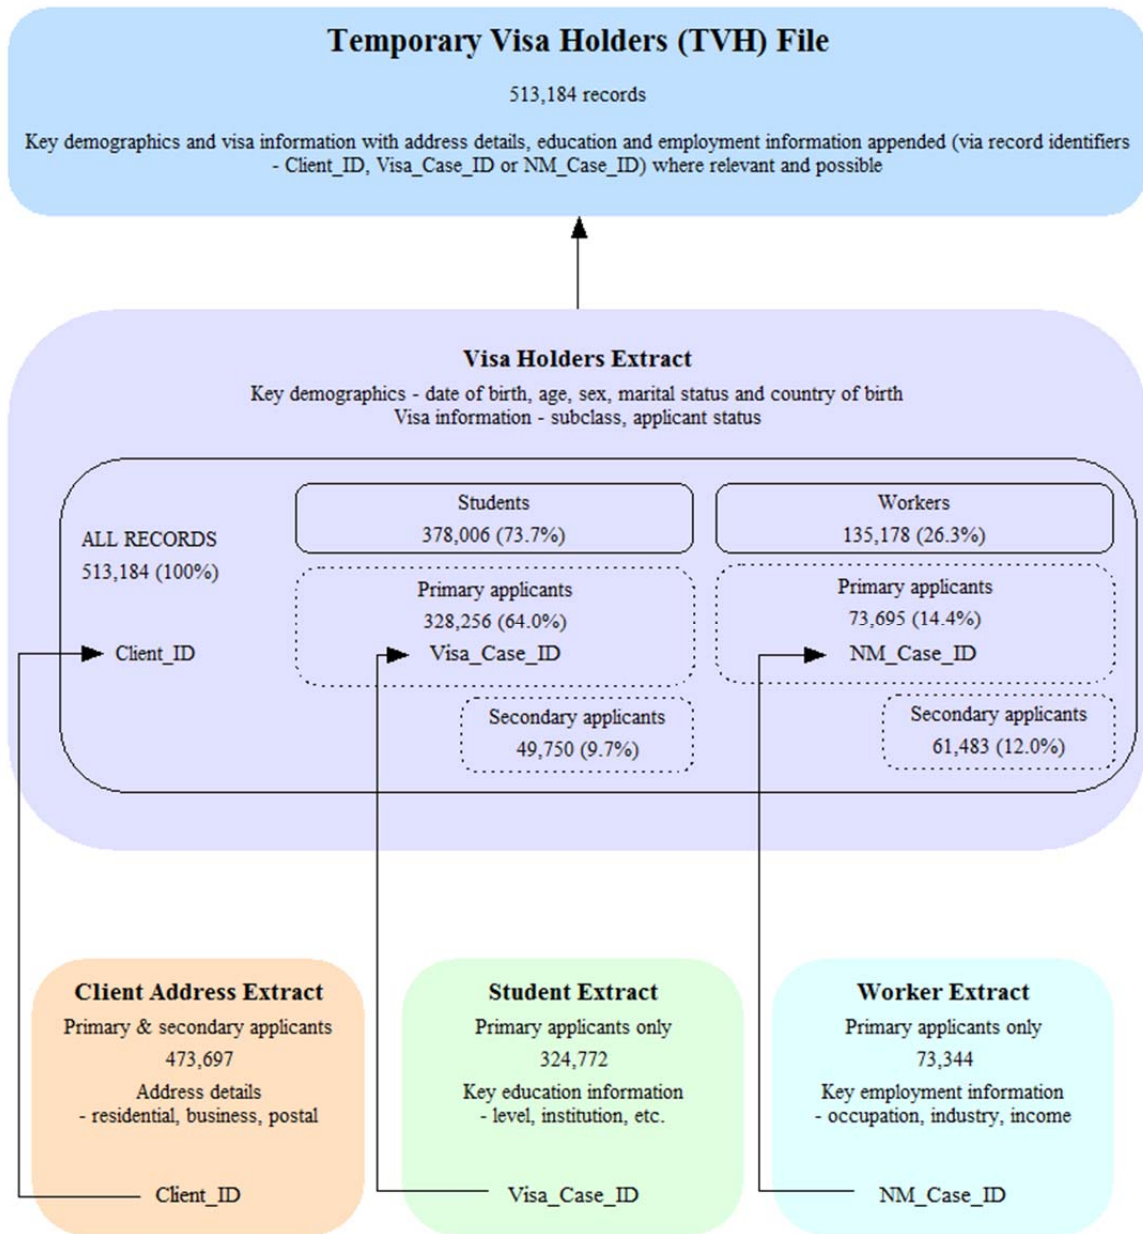 Temporary Visa Holders (TVH) File
513,184 records
Key demographics and visa information with address details, education and employment information appended (via record identifiers
- Client_ID, Visa_Case_ID or NM_Case_ID) where relevant and possible
Visa Holders Extract
Key demographics - date of birth, age, sex, marital status and country of birth
Visa information - subclass, applicant status
ALL RECORDS
513,184 (100%)
Client_ID
Students
378,006 (73.7%)
Primary applicants
328,256 (64.0%)
Visa_Case_ID
Secondary applicants
49,750 (9.7%)
Workers
135,178 (26.3%)
Primary applicants
73,695 (14.4%)
NM_Case_ID
Secondary applicants
61,483 (12.0%)
Client Address Extract
Primary & secondary applicants
473,697
Address details
- residential, business, postal
Client_ID
Student Extract
Primary applicants only
324,772
Key education information
- level, institution, etc.
Visa_Case_ID
Worker Extract
Primary applicants only
73,344
Key employment information
- occupation, industry, income
NM_Case_ID